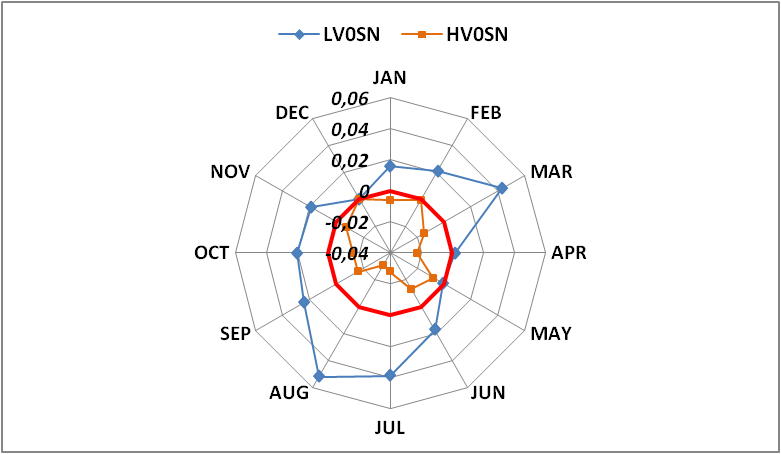 LV0SN HV0SN
JAN
0,06
DEC FEB
0,04
0,02
NOV MAR
0
-0,02
OCT -0,04 APR
SEP MAY
AUG JUN
JUL